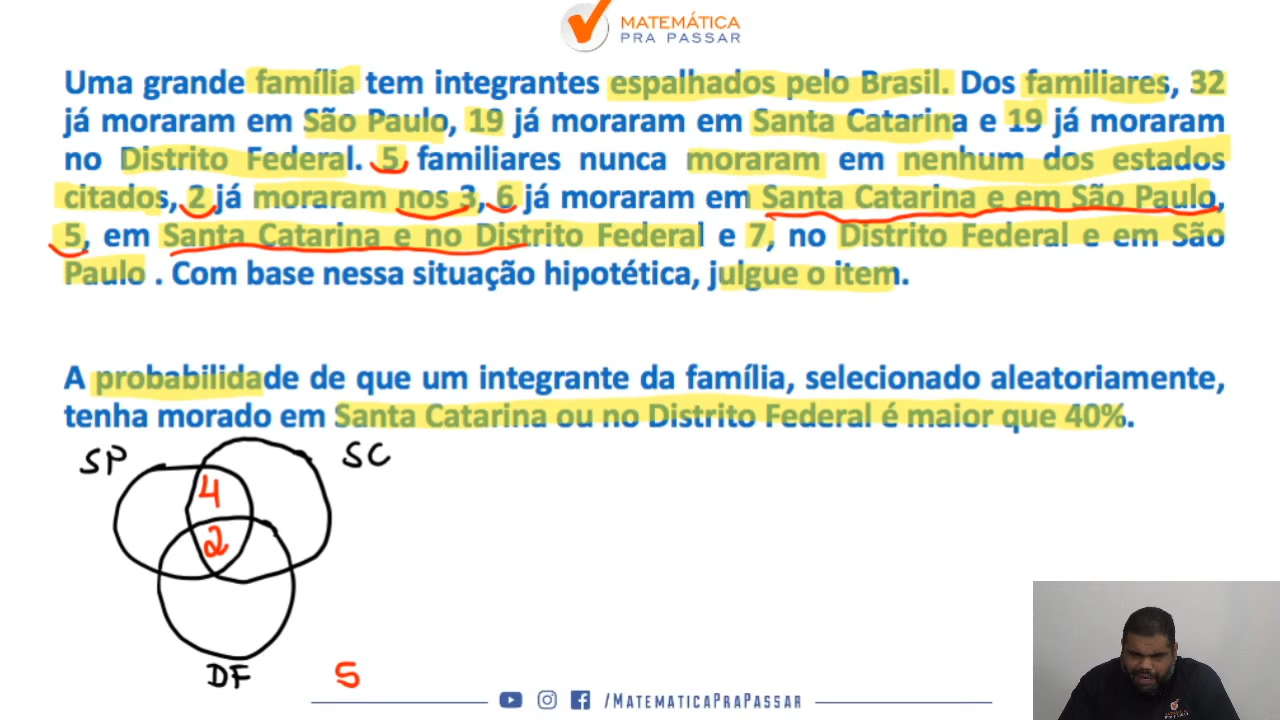 MATEMÁTICA
PRA PASSAR
Uma grande família tem integrantes espalhados pelo Brasil. Dos familiares, 32
já moraram em São Paulo, 19 já moraram em Santa Catarina e 19 já moraram
no Distrito Federal. 5, familiares nunca moraram em nenhum dos estados
citados, 2 já moraram nos 3, 6 já moraram em Santa Catarina e em São Paulo,
5, em Santa Catarina e no Distrito Federal e 7, no Distrito Federal e em São
Paulo . Com base nessa situação hipotética, julgue o item.
A probabilidade de que um integrante da família, selecionado aleatoriamente,
tenha morado em Santa Catarina ou no Distrito Federal é maior que 40%.
SP
SC
4
2
DF
5
/MATEMATICAPRAPASSAR